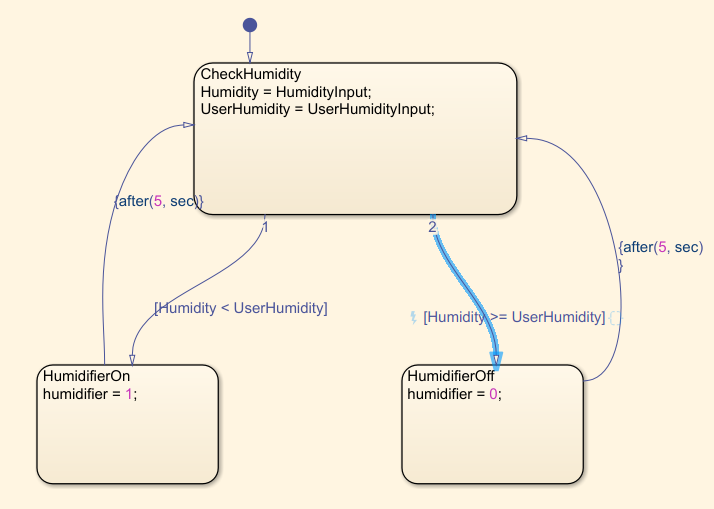 CheckHumidity
Humidity = HumidityInput;
UserHumidity = UserHumidityInput;
{after(5, sec)}
1
2
{after(5, sec)
}
[Humidity < UserHumidity]
[Humidity >= UserHumidity] {}
HumidifierOn
humidifier = 1;
HumidifierOff
humidifier = 0;